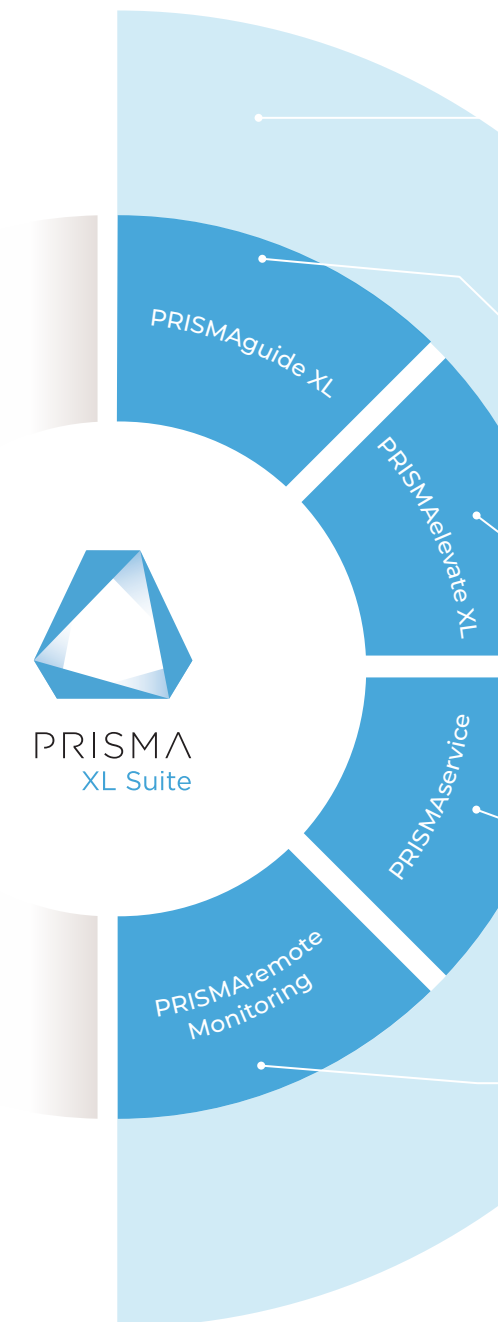 PRISMAguide XL
PRISMAelevate XL
PRISMA
XL Suite
PRISMAservice
PRISMAremote
Monitoring